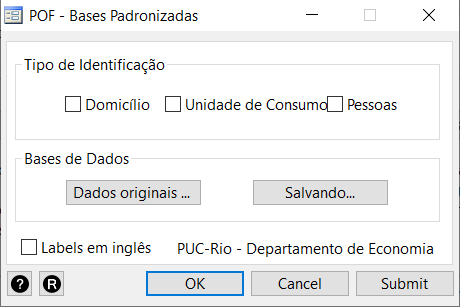 POF - Bases Padronizadas
Tipo de Identificação
Domicílio Unidade de Consumo Pessoas
Bases de Dados
Dados originais ... Salvando...
Labels em inglês PUC-Rio - Departamento de Economia
? R OK Cancel Submit